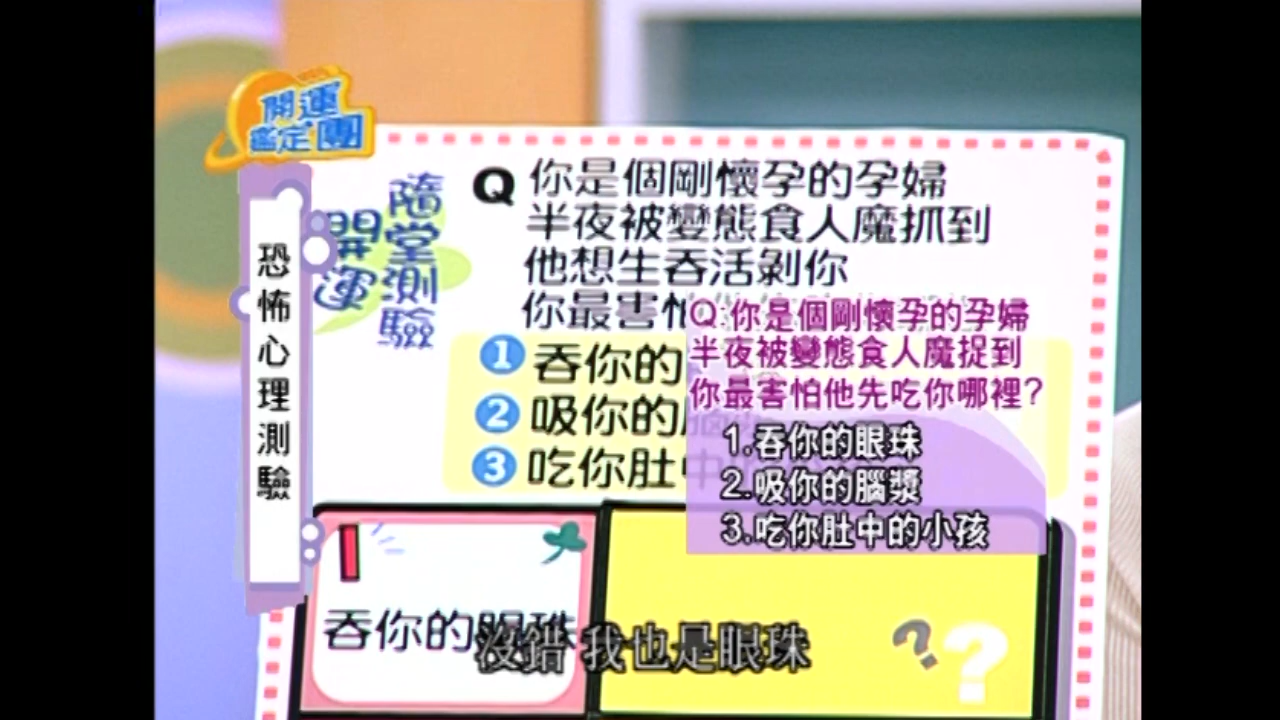 開運
鑑定團
恐怖心理測驗
隨堂測驗
開運
Q 你是個剛懷孕的孕婦
半夜被變態食人魔抓到
他想生吞活剝你
你最害怕
1 吞你的
2 吸你的腦
3 吃你肚中
Q:你是個剛懷孕的孕婦
半夜被變態食人魔捉到
你最害怕他先吃你哪裡?
1.吞你的眼珠
2.吸你的腦漿
3.吃你肚中的小孩
1
吞你的眼珠
??
沒錯 我也是眼珠